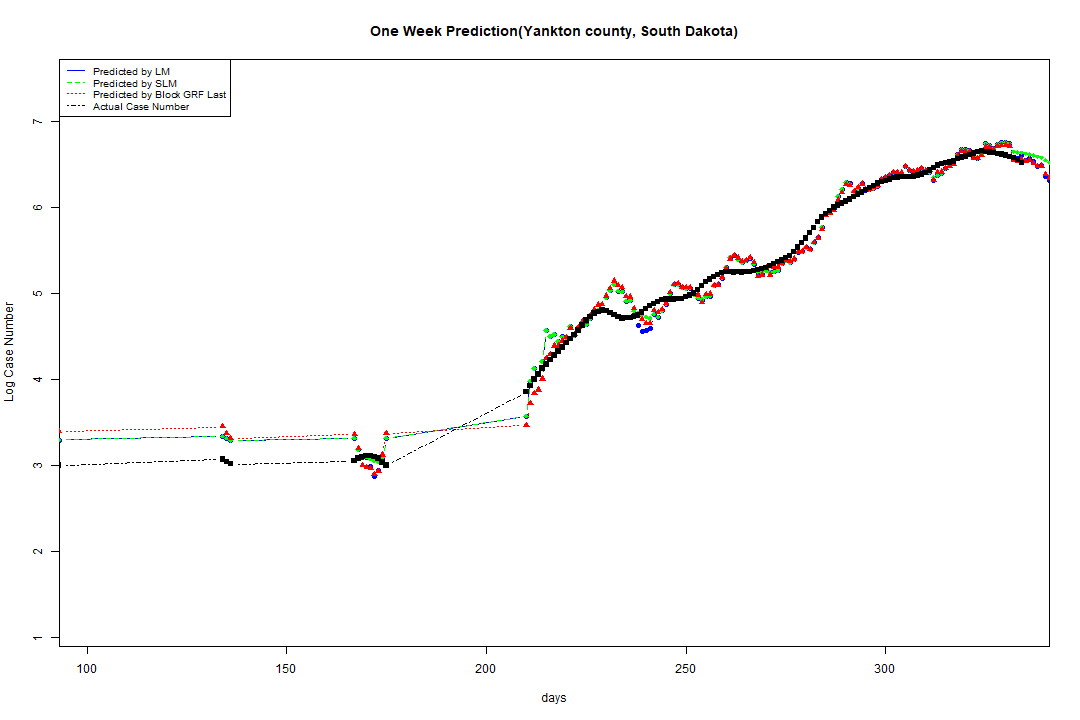 One Week Prediction(Yankton county, South Dakota)
Predicted by LM
Predicted by SLM
Predicted by Block GRF Last
Actual Case Number
7
6
5
4
3
2
1
Log Case Number
100 150 200 250 300
days